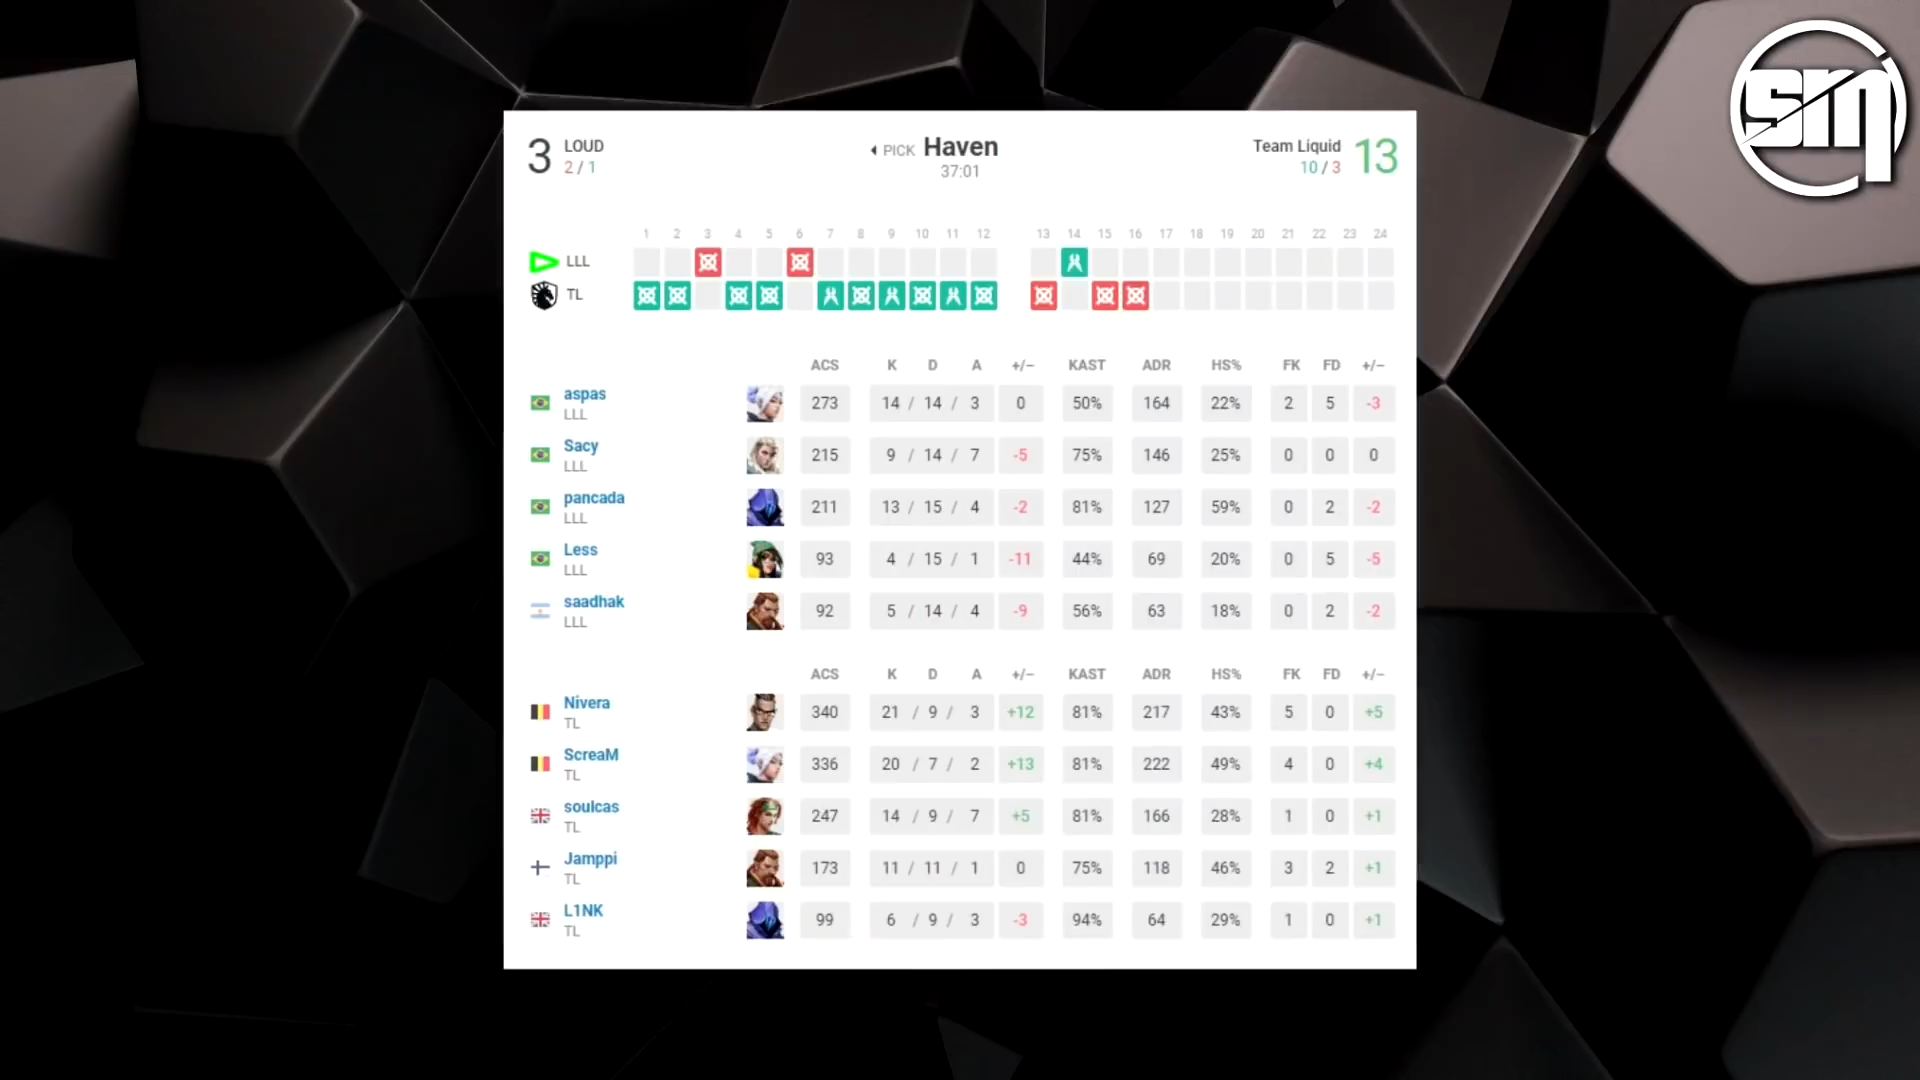 sm
3 LOUD PICK Haven Team Liquid 13
2 / 1 37:01 10 / 3
1 2 3 4 5 6 7 8 9 10 11 12 13 14 15 16 17 18 19 20 21 22 23 24
LLL
TL
ACS K D A +/− KAST ADR HS% FK FD +/−
aspas
LLL
273 14 / 14 / 3 0 50% 164 22% 2 5 -3
Sacy
LLL
215 9 / 14 / 7 -5 75% 146 25% 0 0 0
pancada
LLL
211 13 / 15 / 4 -2 81% 127 59% 0 2 -2
Less
LLL
93 4 / 15 / 1 -11 44% 69 20% 0 5 -5
saadhak
LLL
92 5 / 14 / 4 -9 56% 63 18% 0 2 -2
ACS K D A +/− KAST ADR HS% FK FD +/−
Nivera
TL
340 21 / 9 / 3 +12 81% 217 43% 5 0 +5
ScreaM
TL
336 20 / 7 / 2 +13 81% 222 49% 4 0 +4
soulcas
TL
247 14 / 9 / 7 +5 81% 166 28% 1 0 +1
Jamppi
TL
173 11 / 11 / 1 0 75% 118 46% 3 2 +1
L1NK
TL
99 6 / 9 / 3 -3 94% 64 29% 1 0 +1